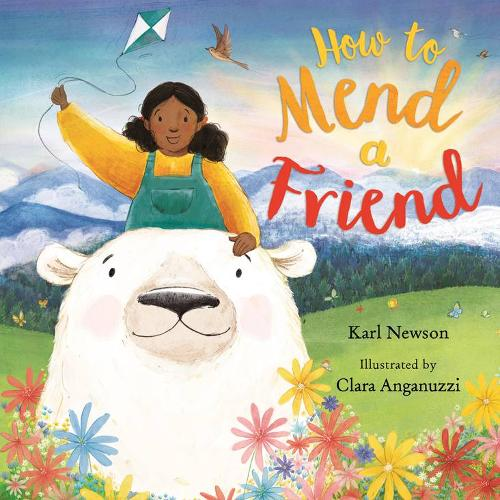 How to
Mend
a
Friend
Karl Newson
Illustrated by
Clara Anganuzzi